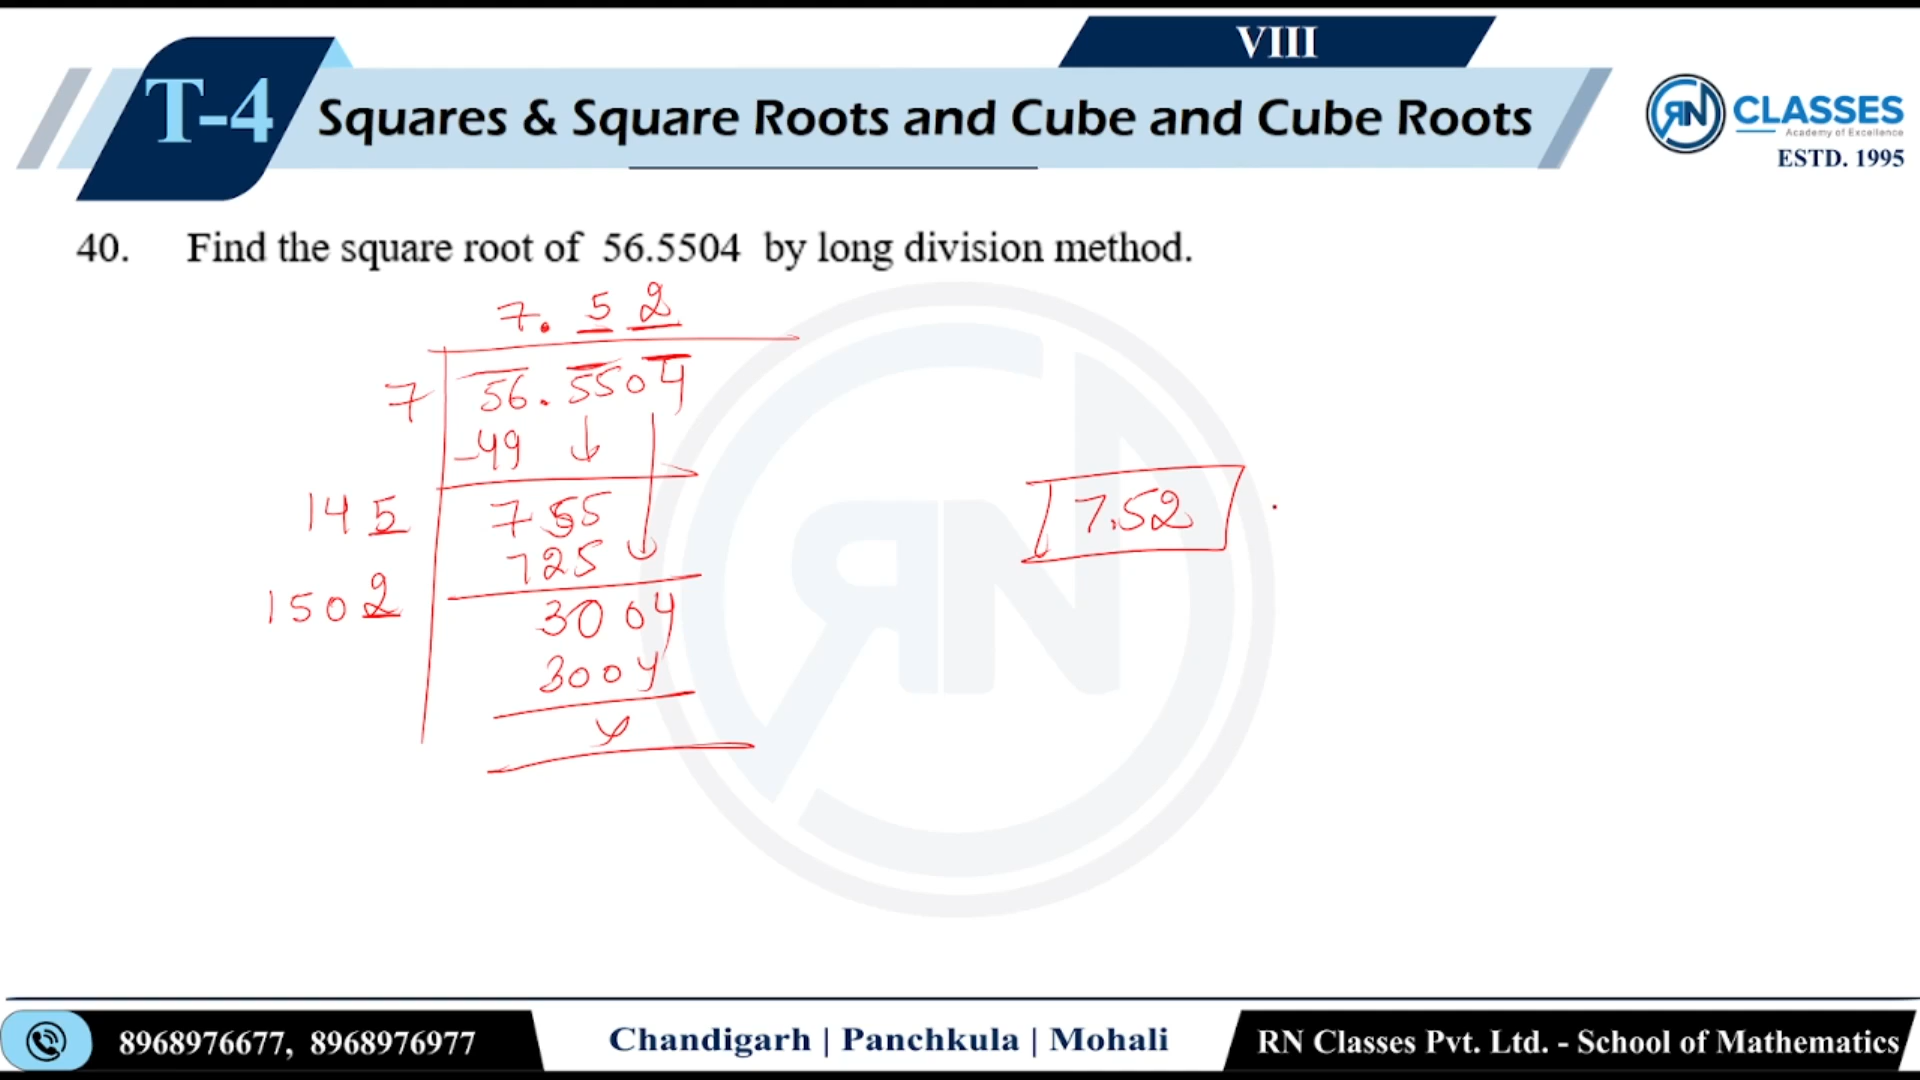 VIII
T-4 Squares & Square Roots and Cube and Cube Roots
RN CLASSES
Academy of Excellence
ESTD. 1995
40. Find the square root of 56.5504 by long division method.
7.52
7 56.5504
-49
145 755
725
1502 3004
3004
7.52
RN
8968976677, 8968976977
Chandigarh | Panchkula | Mohali
RN Classes Pvt. Ltd. - School of Mathematics